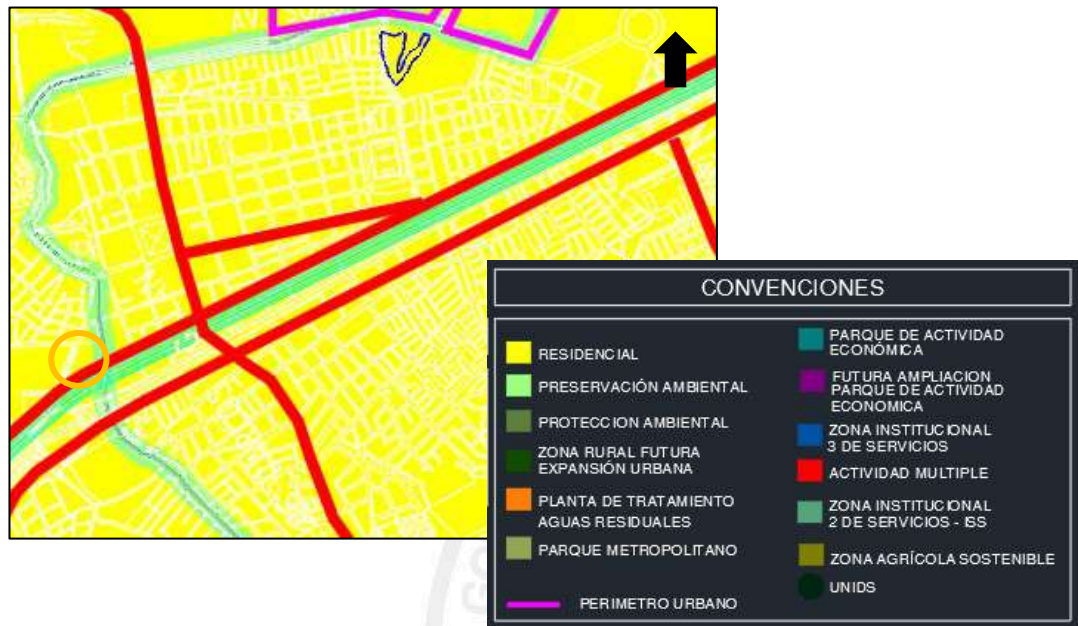 AV
CONVENCIONES
RESIDENCIAL
PRESERVACIÓN AMBIENTAL
PROTECCION AMBIENTAL
ZONA RURAL FUTURA
EXPANSIÓN URBANA
PLANTA DE TRATAMIENTO
AGUAS RESIDUALES
PARQUE METROPOLITANO
PERIMETRO URBANO
PARQUE DE ACTIVIDAD
ECONÓMICA
FUTURA AMPLIACION
PARQUE DE ACTIVIDAD
ECONOMICA
ZONA INSTITUCIONAL
3 DE SERVICIOS
ACTIVIDAD MULTIPLE
ZONA INSTITUCIONAL
2 DE SERVICIOS - ISS
ZONA AGRÍCOLA SOSTENIBLE
UNIDS